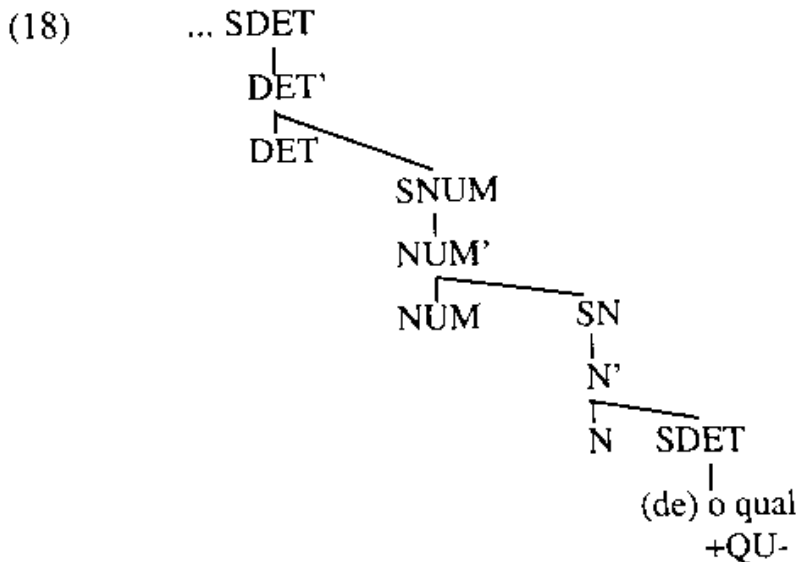 (18) ... SDET
DET'
DET
SNUM
NUM'
NUM SN
N'
N SDET
(de) o qual
+QU-